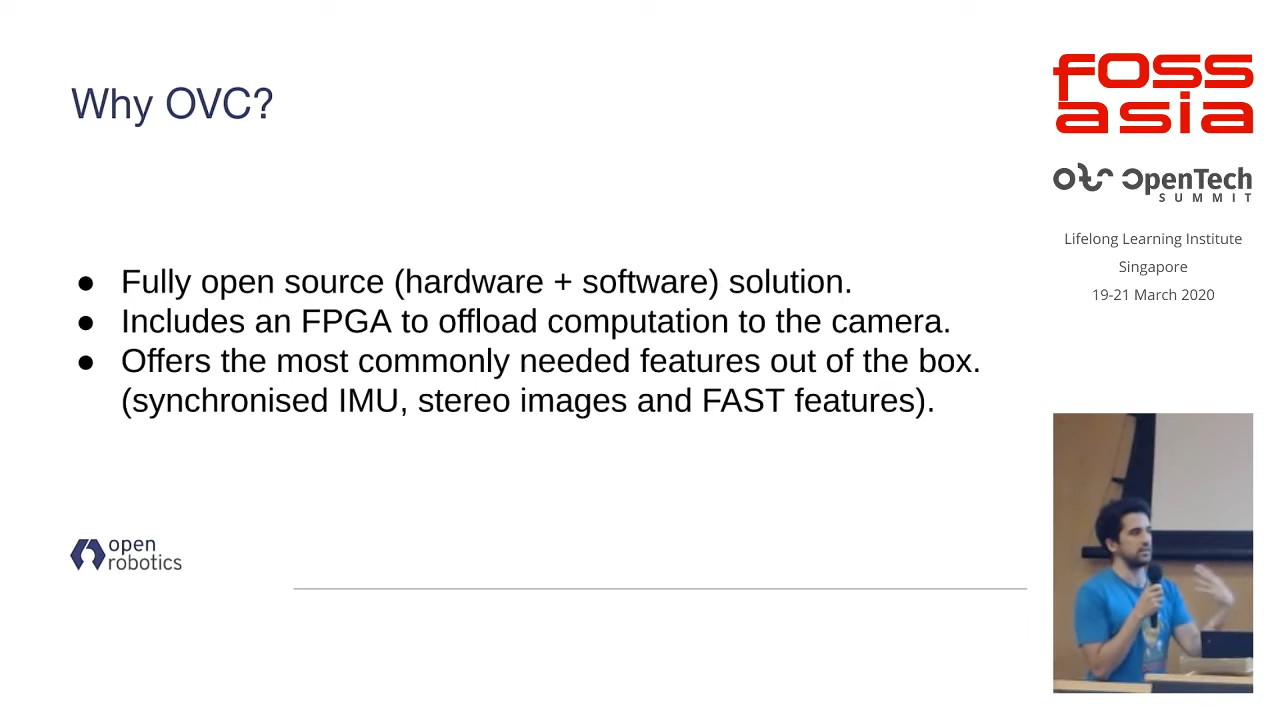 Why OVC?
● Fully open source (hardware + software) solution.
● Includes an FPGA to offload computation to the camera.
● Offers the most commonly needed features out of the box.
(synchronised IMU, stereo images and FAST features).
open
robotics
foss
asia
OpenTech
SUMMIT
Lifelong Learning Institute
Singapore
19-21 March 2020